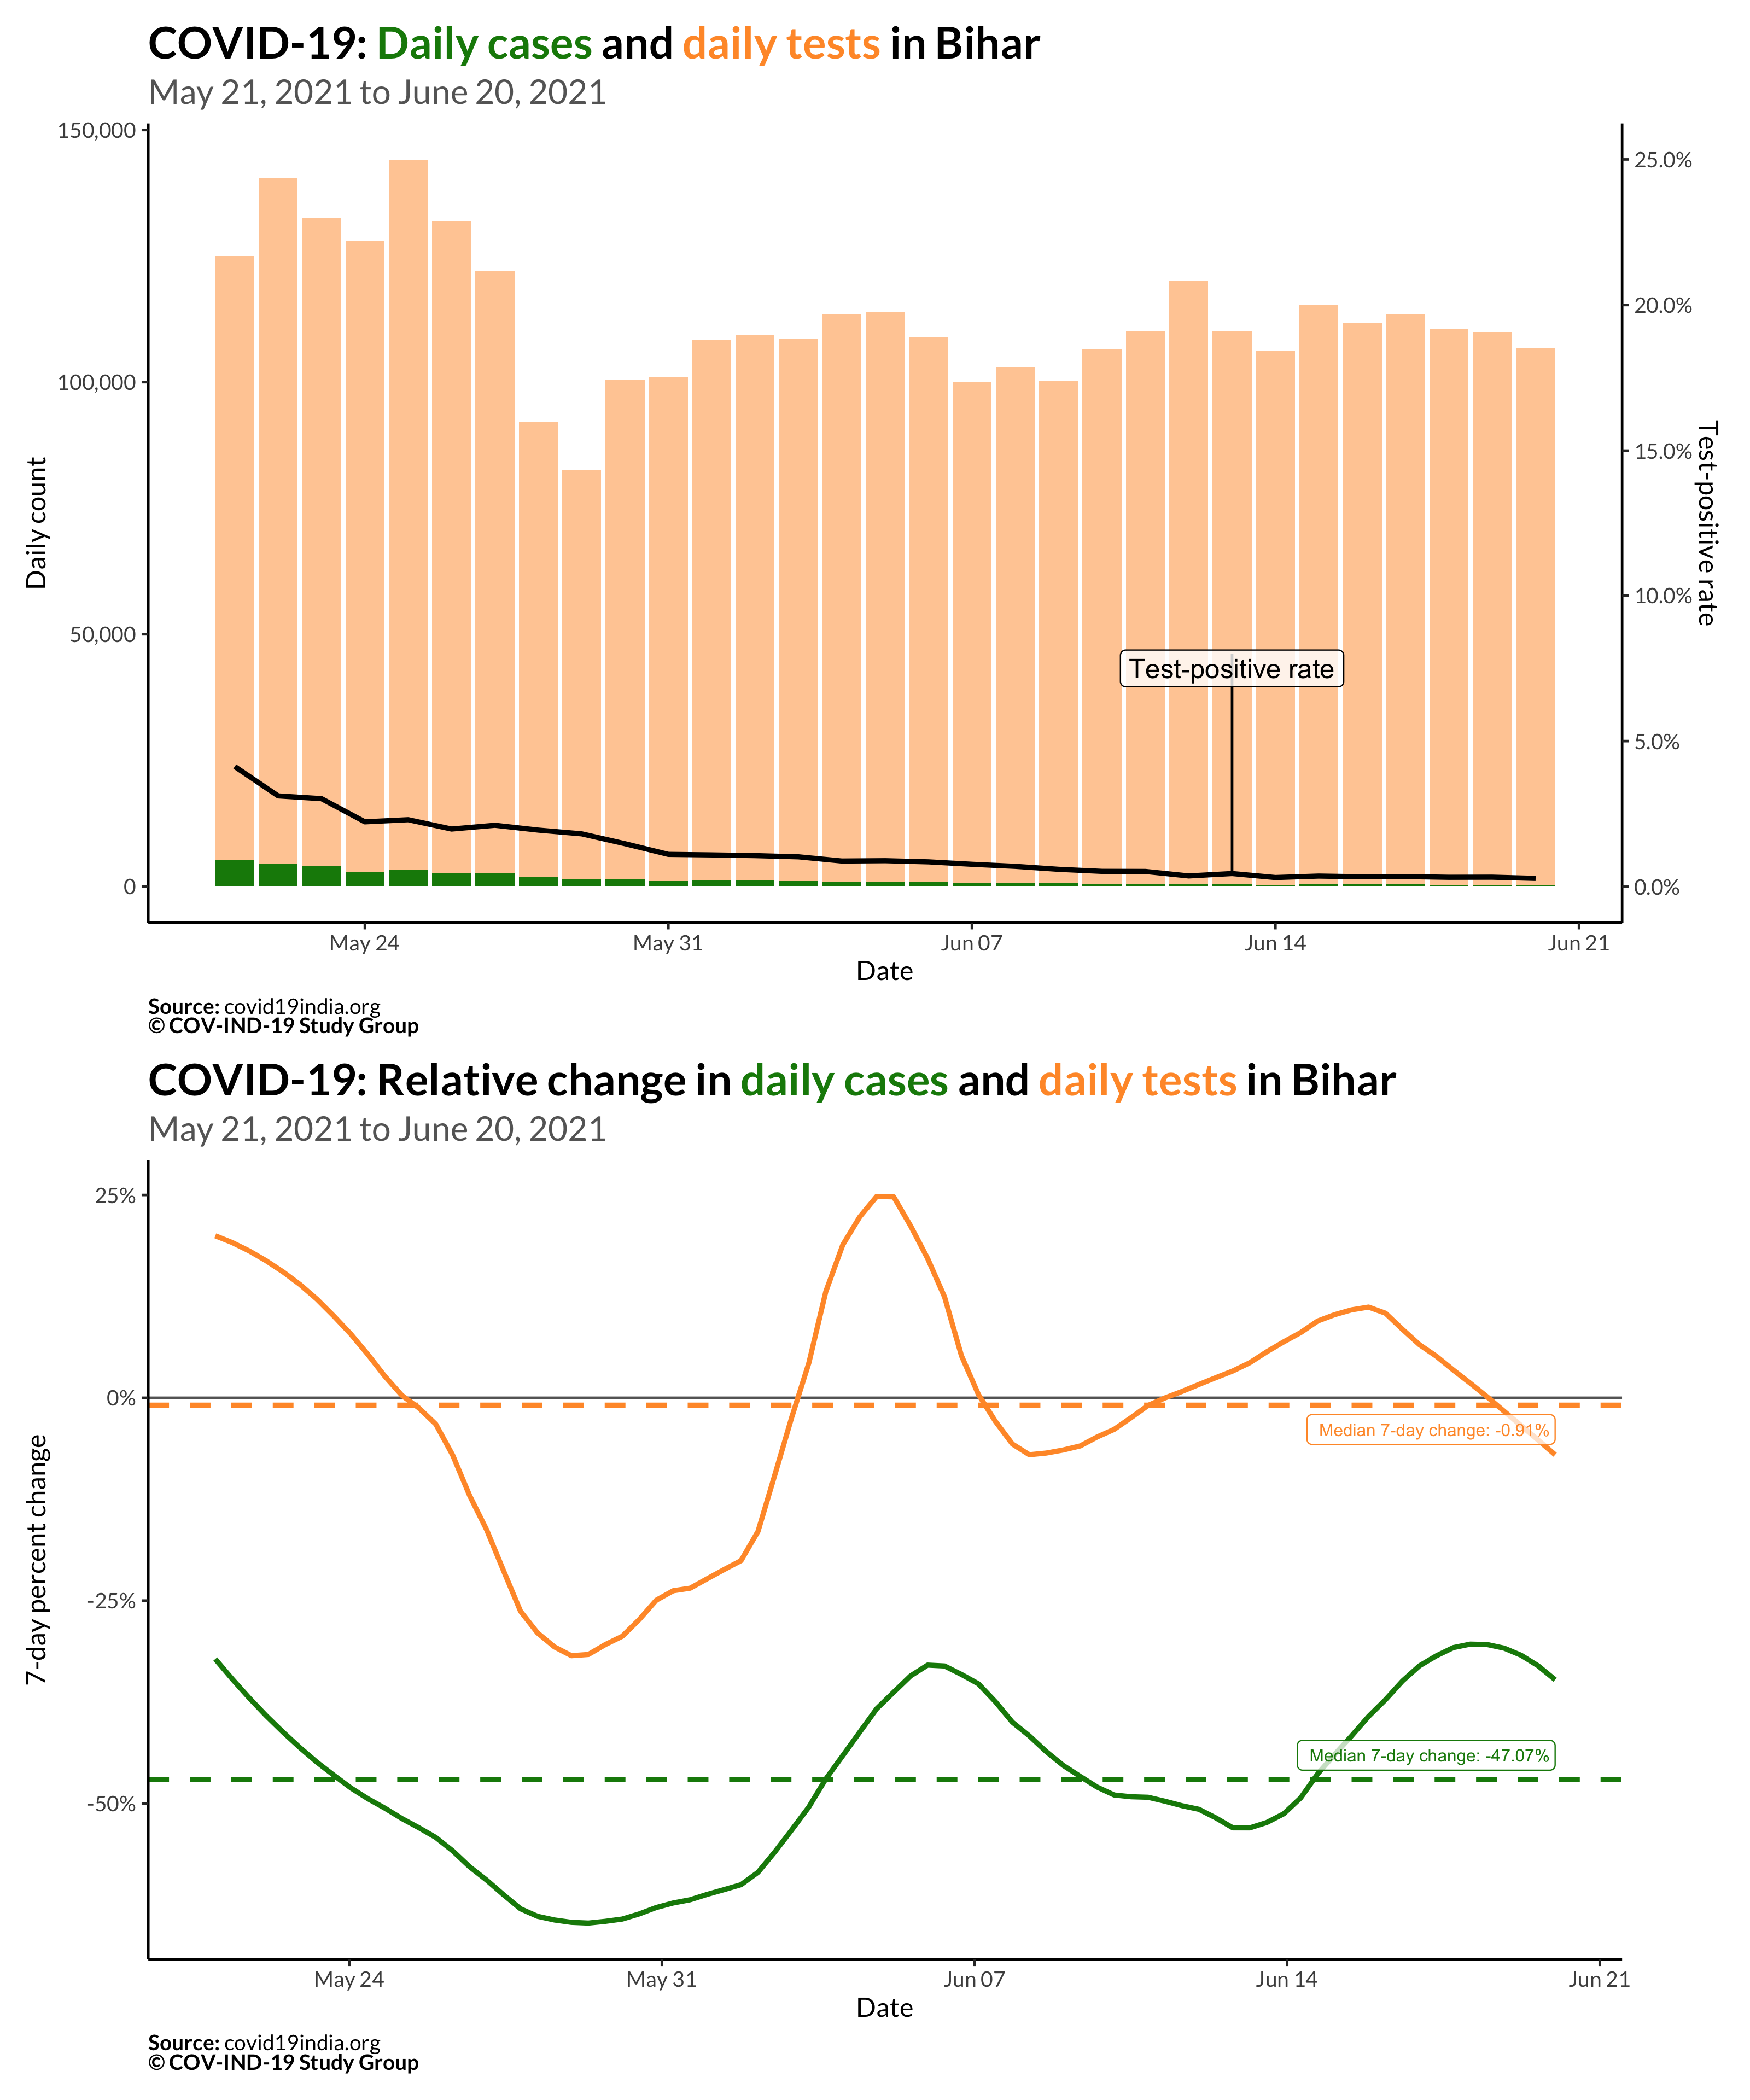 COVID-19: Daily cases and daily tests in Bihar
May 21, 2021 to June 20, 2021
150,000
100,000
50,000
0
Daily count
25.0%
20.0%
15.0%
10.0%
5.0%
0.0%
Test-positive rate
Test-positive rate
May 24
May 31
Jun 07
Jun 14
Jun 21
Date
Source: covid19india.org
© COV-IND-19 Study Group
COVID-19: Relative change in daily cases and daily tests in Bihar
May 21, 2021 to June 20, 2021
25%
0%
-25%
-50%
7-day percent change
Median 7-day change: -0.91%
Median 7-day change: -47.07%
May 24
May 31
Jun 07
Jun 14
Jun 21
Date
Source: covid19india.org
© COV-IND-19 Study Group